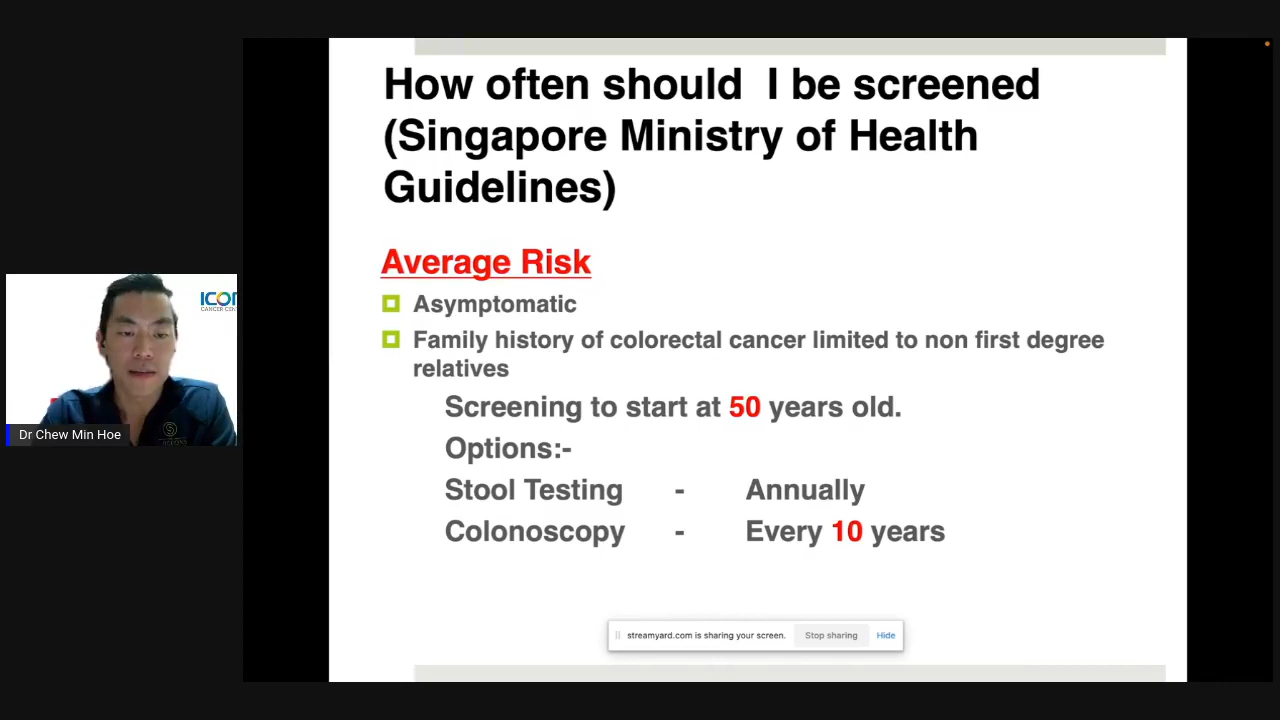 How often should I be screened
(Singapore Ministry of Health
Guidelines)
Average Risk
Asymptomatic
Family history of colorectal cancer limited to non first degree
relatives
Screening to start at 50 years old.
Options:-
Stool Testing - Annually
Colonoscopy - Every 10 years
ICON
CANCER CENT
Dr Chew Min Hoe
streamyard.com is sharing your screen. Stop sharing Hide